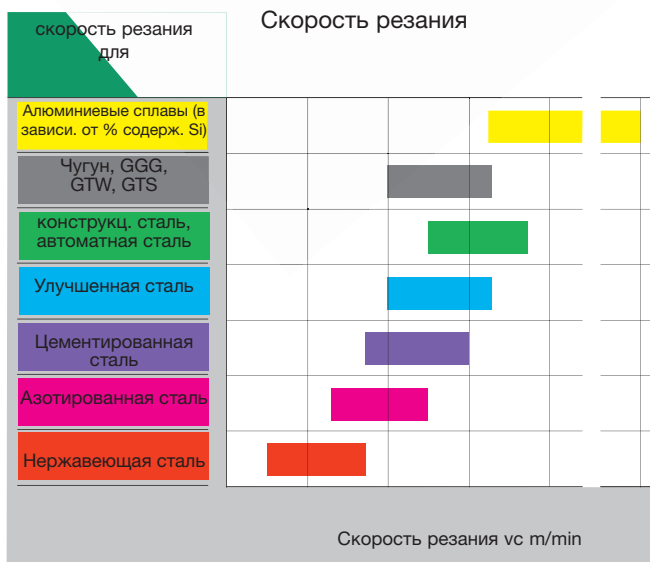 скорость резания
для
Скорость резания
Алюминиевые сплавы (в
зависи. от % содерж. Si)
Чугун, GGG,
GTW, GTS
конструкц. сталь,
автоматная сталь
Улучшенная сталь
Цементированная
сталь
Азотированная сталь
Нержавеющая сталь
Скорость резания vc m/min